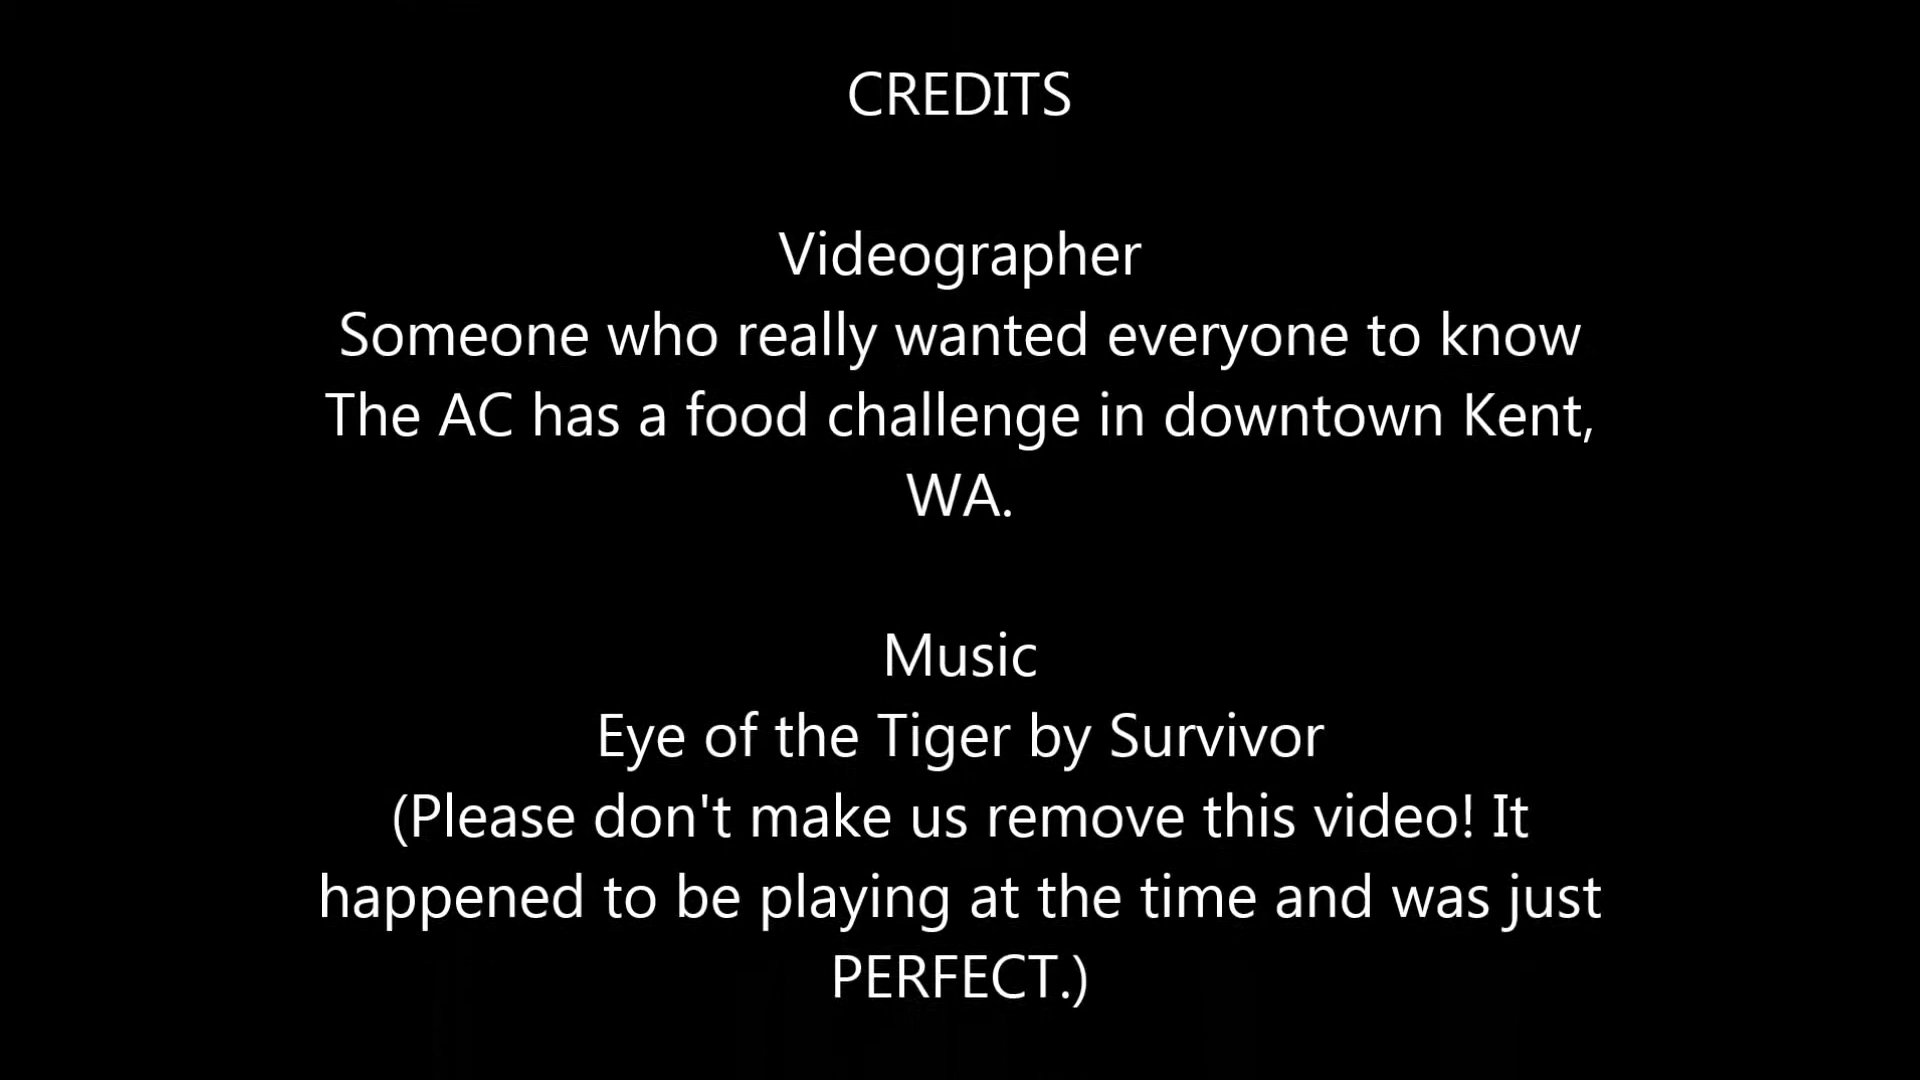 CREDITS
Videographer
Someone who really wanted everyone to know
The AC has a food challenge in downtown Kent,
WA.
Music
Eye of the Tiger by Survivor
(Please don't make us remove this video! It
happened to be playing at the time and was just
PERFECT.)